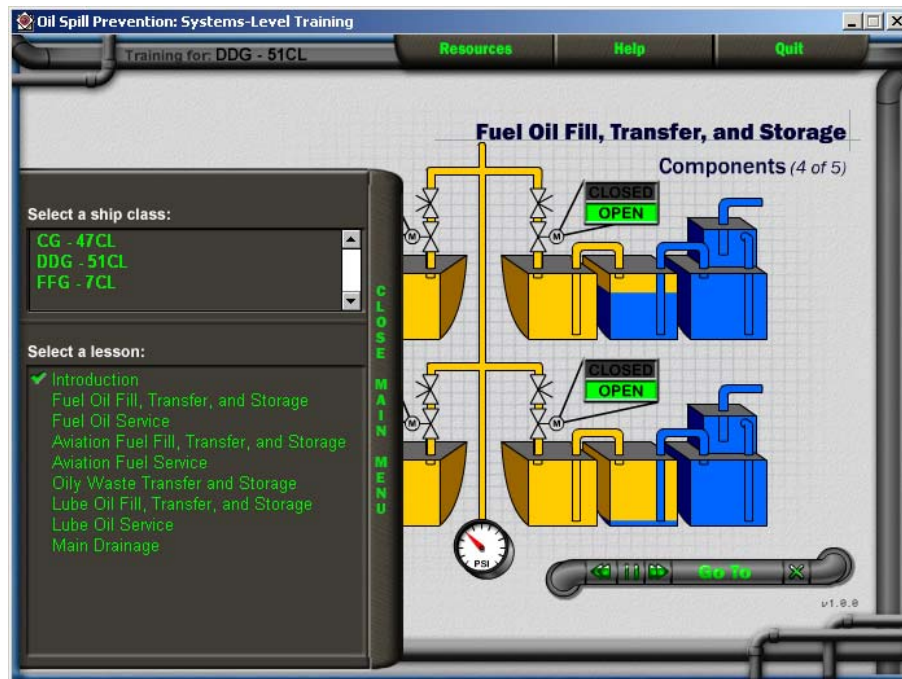 Oil Spill Prevention: Systems-Level Training
Training for: DDG - 51CL
Resources
Help
Quit
Fuel Oil Fill, Transfer, and Storage
Components (4 of 5)
Select a ship class:
CG - 47CL
DDG - 51CL
FFG - 7CL
Select a lesson:
Introduction
Fuel Oil Fill, Transfer, and Storage
Fuel Oil Service
Aviation Fuel Fill, Transfer, and Storage
Aviation Fuel Service
Oily Waste Transfer and Storage
Lube Oil Fill, Transfer, and Storage
Lube Oil Service
Main Drainage
CLOSE MAIN MENU
CLOSED
OPEN
M
M
CLOSED
OPEN
M
M
PSI
Go To
v1.0.0